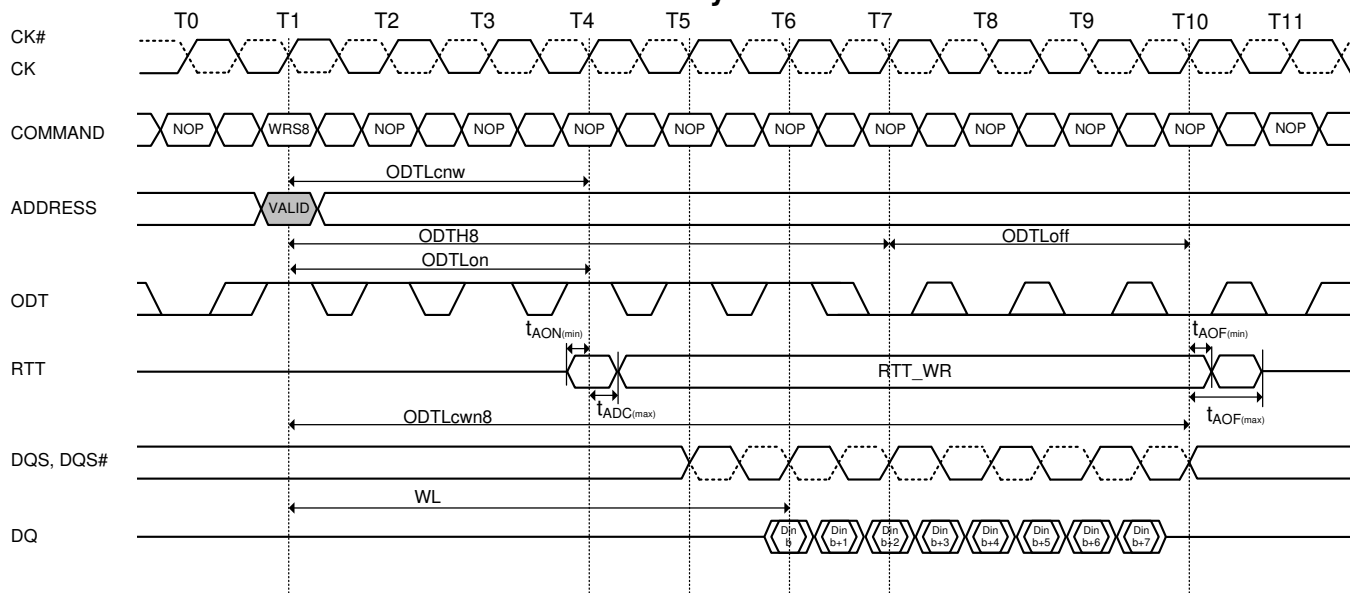 T0 T1 T2 T3 T4 T5 T6 T7 T8 T9 T10 T11
CK#
CK
COMMAND NOP WRS8 NOP NOP NOP NOP NOP NOP NOP NOP NOP NOP
ODTLcnw
ADDRESS VALID
ODTH8 ODTLoff
ODTLon
ODT
tAON(min) tAOF(min)
RTT RTT_WR
tADC(max) tAOF(max)
ODTLcwn8
DQS, DQS#
WL
DQ Din b Din b+1 Din b+2 Din b+3 Din b+4 Din b+5 Din b+6 Din b+7